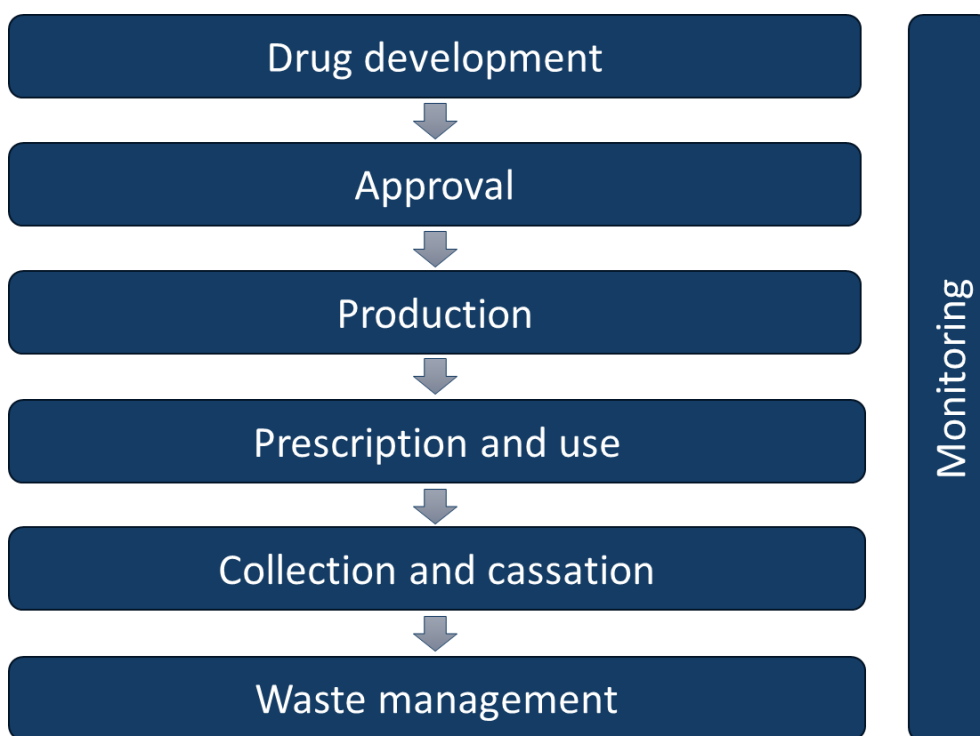 Drug development
Approval
Production
Prescription and use
Collection and cassation
Waste management
Monitoring